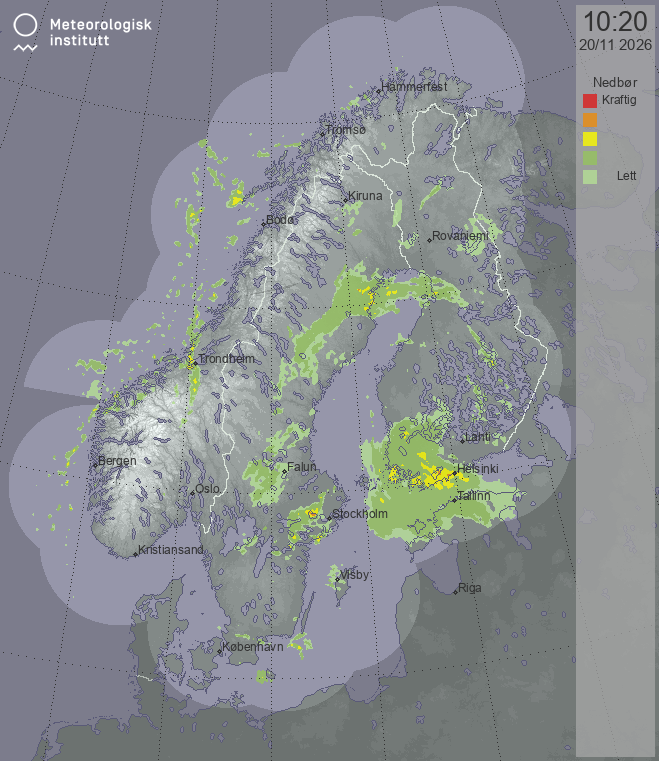 Meteorologisk
institutt
10:20
20/11 2026
Nedbør
Kraftig
Lett
Hammerfest
Tromsø
Kiruna
Bodø
Rovaniemi
Trondheim
Lahti
Bergen
Falun
Helsinki
Oslo
Tallinn
Stockholm
Kristiansand
Visby
Riga
København